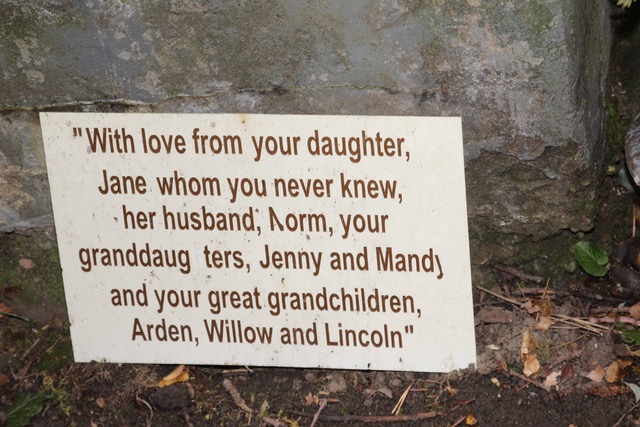 "With love from your daughter,
Jane whom you never knew,
her husband, Norm, your
granddaug ters, Jenny and Mandy
and your great grandchildren,
Arden, Willow and Lincoln"